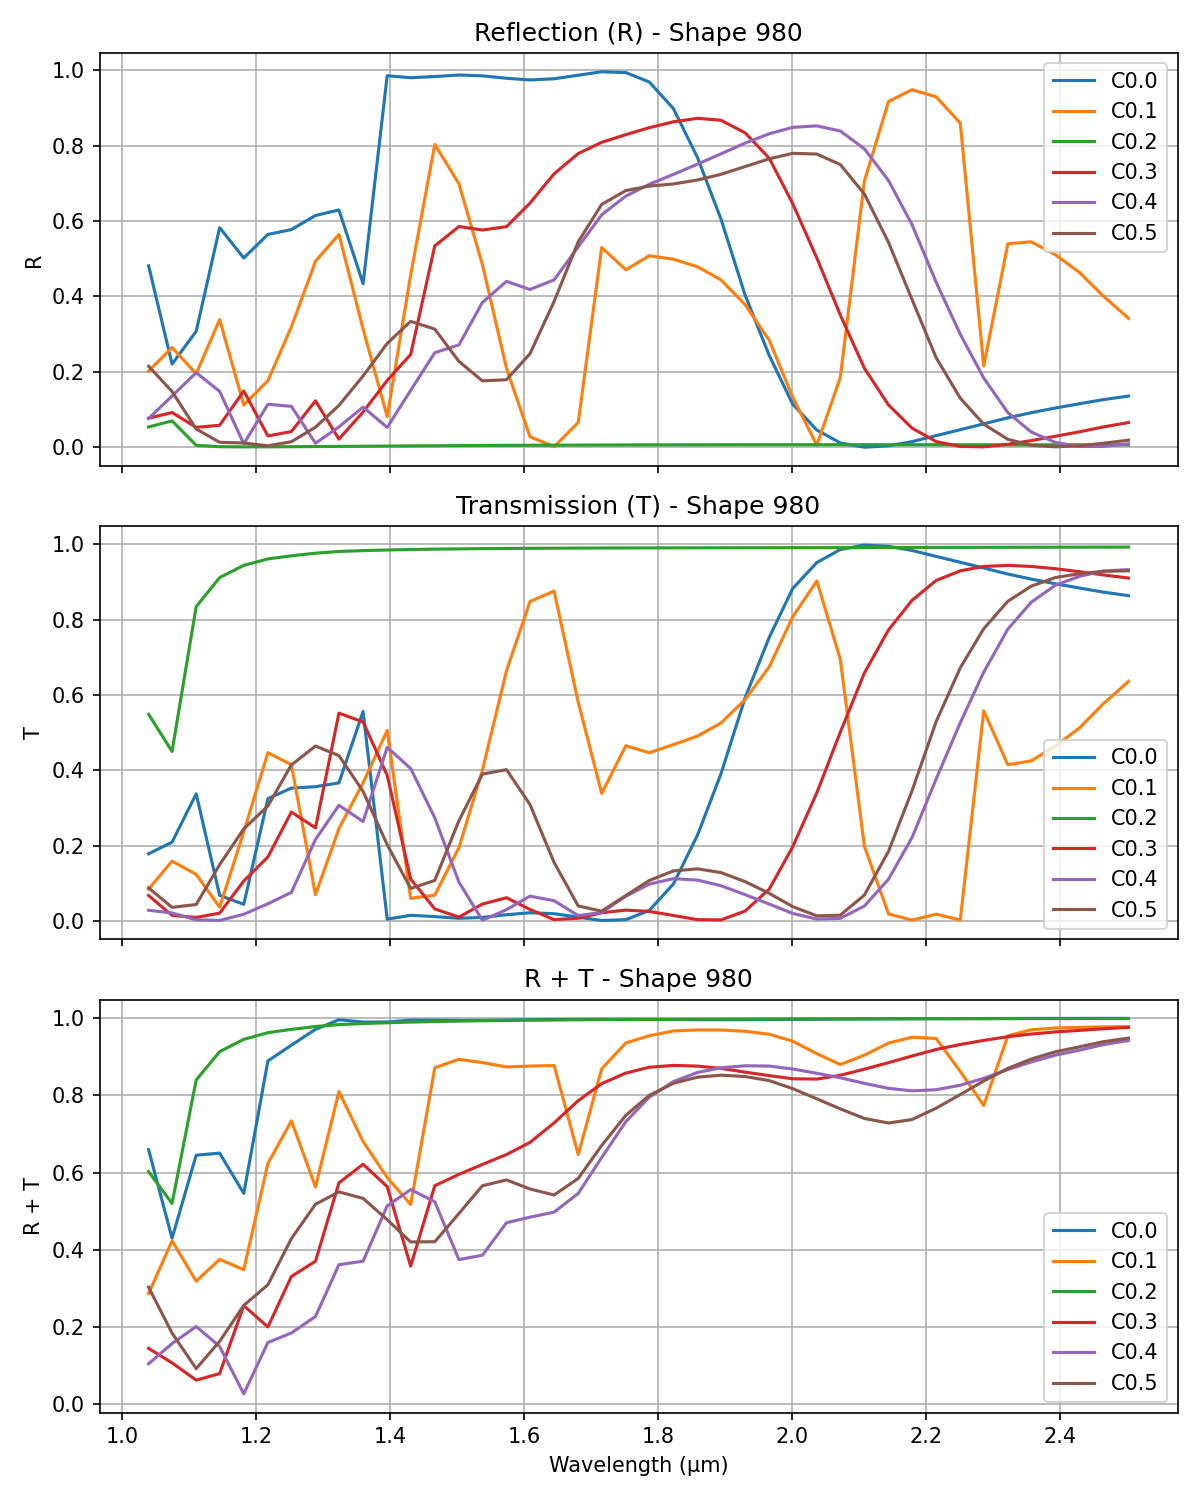 Reflection (R) - Shape 980
1.0
0.8
0.6
0.4
0.2
0.0
R
C0.0
C0.1
C0.2
C0.3
C0.4
C0.5
Transmission (T) - Shape 980
1.0
0.8
0.6
0.4
0.2
0.0
T
C0.0
C0.1
C0.2
C0.3
C0.4
C0.5
R + T - Shape 980
1.0
0.8
0.6
0.4
0.2
0.0
R + T
C0.0
C0.1
C0.2
C0.3
C0.4
C0.5
1.0 1.2 1.4 1.6 1.8 2.0 2.2 2.4
Wavelength (μm)